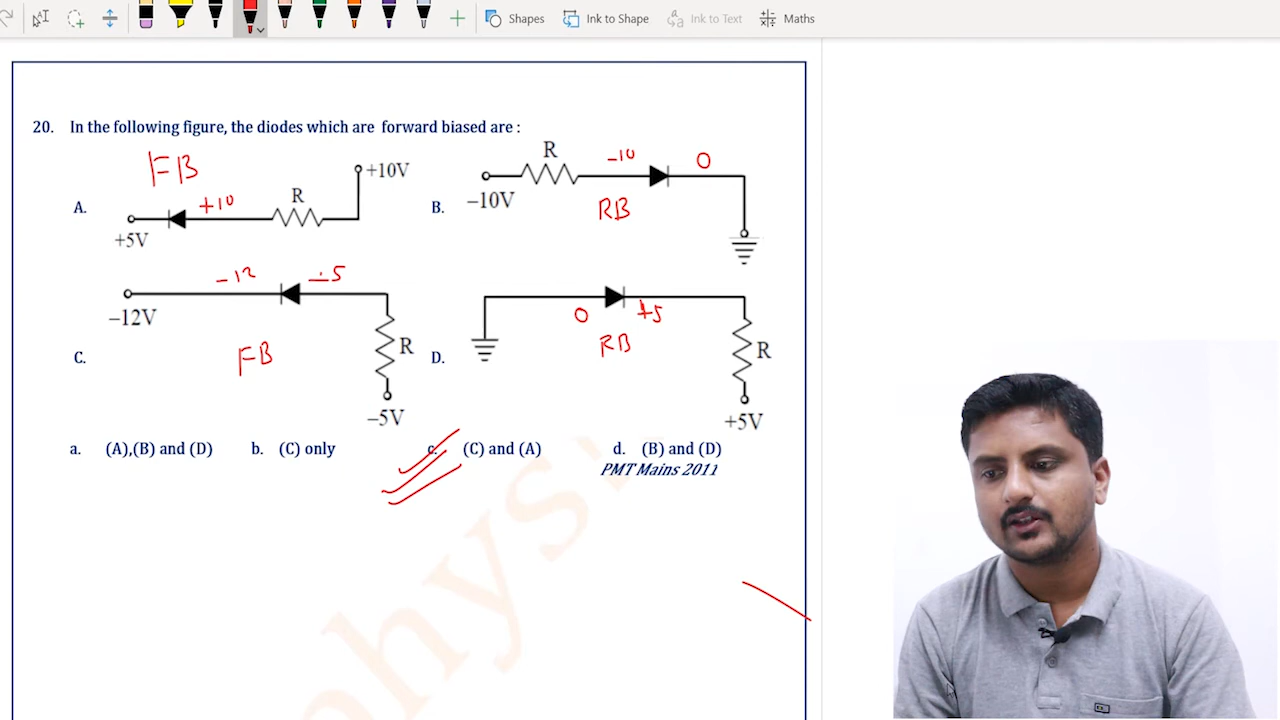 Shapes Ink to Shape Ink to Text Maths
20. In the following figure, the diodes which are forward biased are :
FB
+10V
R
+10
A.
+5V
R
-10
0
B.
−10V
RB
-12
-5
−12V
C.
FB
R
−5V
0
+5
RB
D.
R
+5V
a. (A),(B) and (D) b. (C) only c. (C) and (A) d. (B) and (D)
PMT Mains 2011
phys